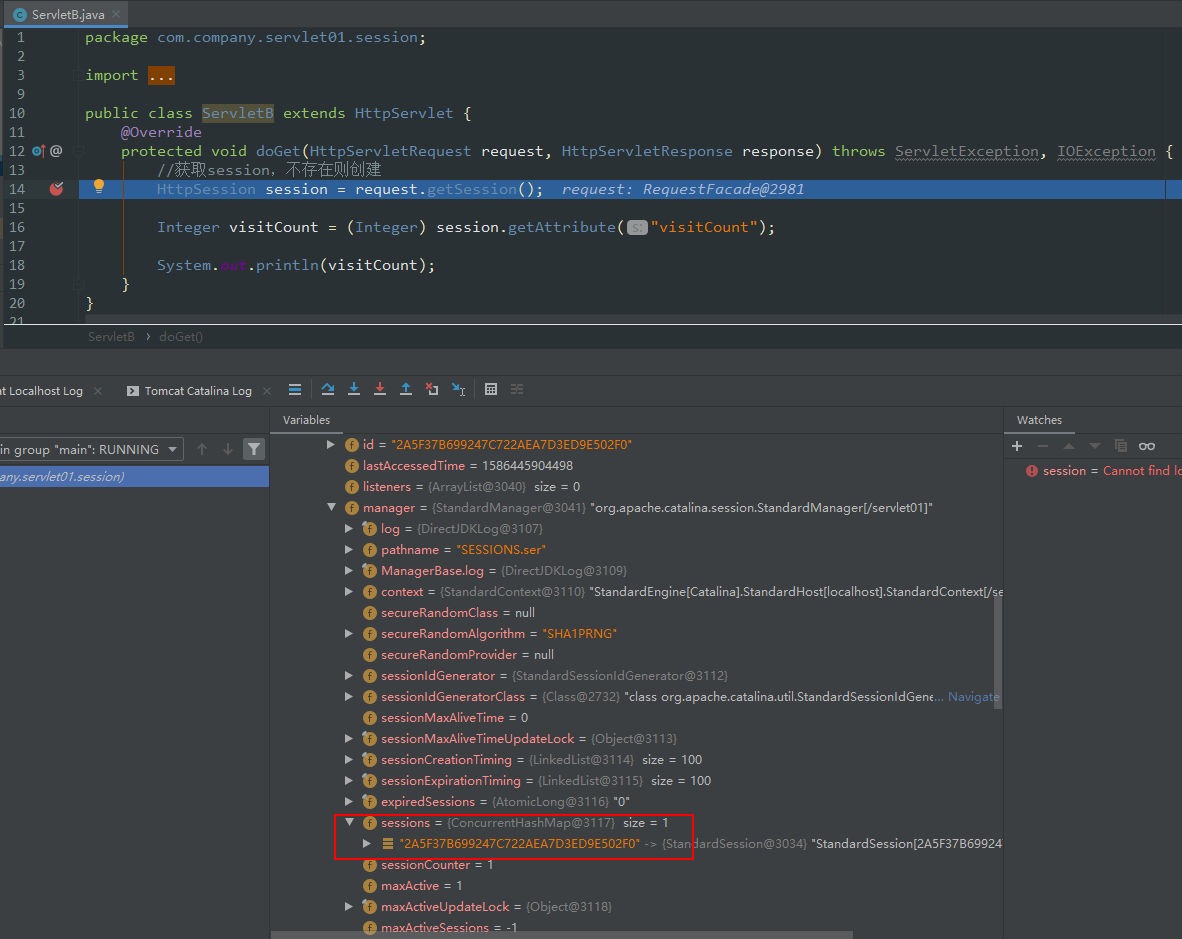 ServletB.java
1 package com.company.servlet01.session;
2
3 import ...
9
10 public class ServletB extends HttpServlet {
11 @Override
12 @ protected void doGet(HttpServletRequest request, HttpServletResponse response) throws ServletException, IOException {
13 //获取session，不存在则创建
14 HttpSession session = request.getSession(); request: RequestFacade@2981
15
16 Integer visitCount = (Integer) session.getAttribute( s: "visitCount");
17
18 System.out.println(visitCount);
19 }
20 }
21
ServletB › doGet()
t Localhost Log
Tomcat Catalina Log
in group "main": RUNNING
any.servlet01.session)
Variables
id = "2A5F37B699247C722AEA7D3ED9E502F0"
lastAccessedTime = 1586445904498
listeners = {ArrayList@3040} size = 0
manager = {StandardManager@3041} "org.apache.catalina.session.StandardManager[/servlet01]"
log = {DirectJDKLog@3107}
pathname = "SESSIONS.ser"
ManagerBase.log = {DirectJDKLog@3109}
context = {StandardContext@3110} "StandardEngine[Catalina].StandardHost[localhost].StandardContext[/se
secureRandomClass = null
secureRandomAlgorithm = "SHA1PRNG"
secureRandomProvider = null
sessionIdGenerator = {StandardSessionIdGenerator@3112}
sessionIdGeneratorClass = {Class@2732} "class org.apache.catalina.util.StandardSessionIdGene... Navigate
sessionMaxAliveTime = 0
sessionMaxAliveTimeUpdateLock = {Object@3113}
sessionCreationTiming = {LinkedList@3114} size = 100
sessionExpirationTiming = {LinkedList@3115} size = 100
expiredSessions = {AtomicLong@3116} "0"
sessions = {ConcurrentHashMap@3117} size = 1
"2A5F37B699247C722AEA7D3ED9E502F0" -> {StandardSession@3034} "StandardSession[2A5F37B69924
sessionCounter = 1
maxActive = 1
maxActiveUpdateLock = {Object@3118}
maxActiveSessions = -1
Watches
session = Cannot find lo